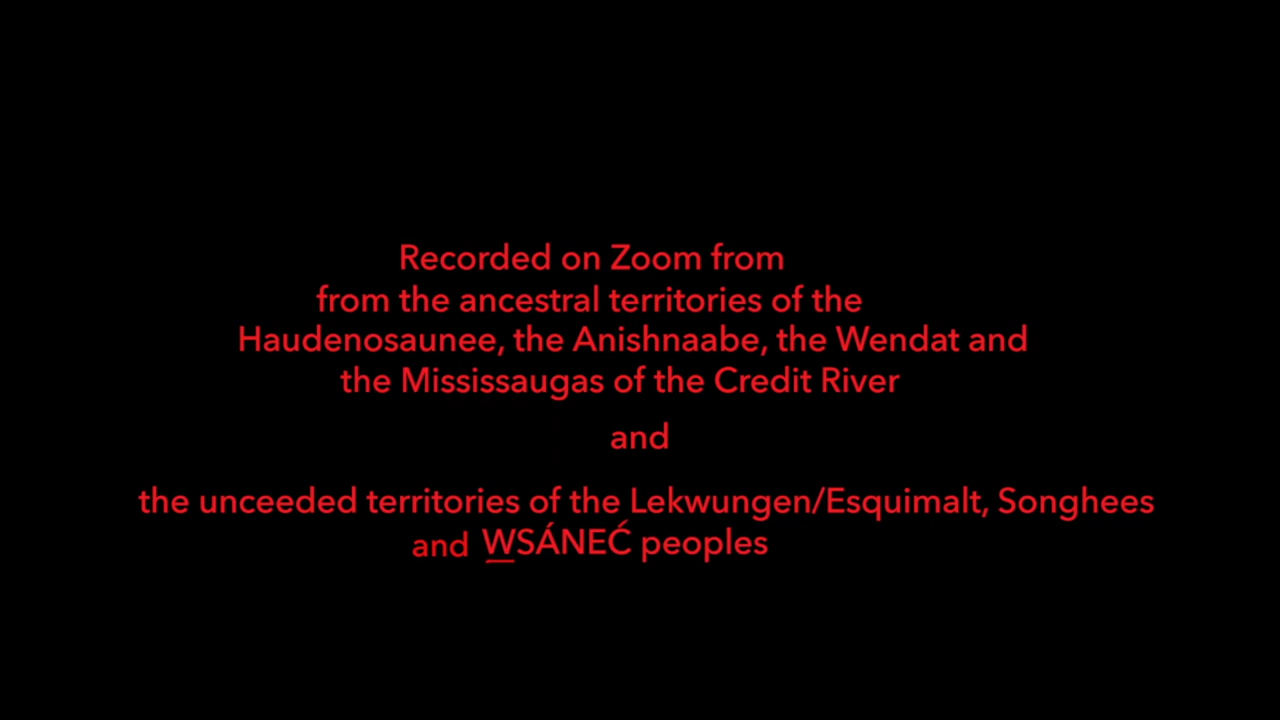 Recorded on Zoom from
from the ancestral territories of the
Haudenosaunee, the Anishnaabe, the Wendat and
the Mississaugas of the Credit River
and
the unceeded territories of the Lekwungen/Esquimalt, Songhees
and W̱SÁNEĆ peoples